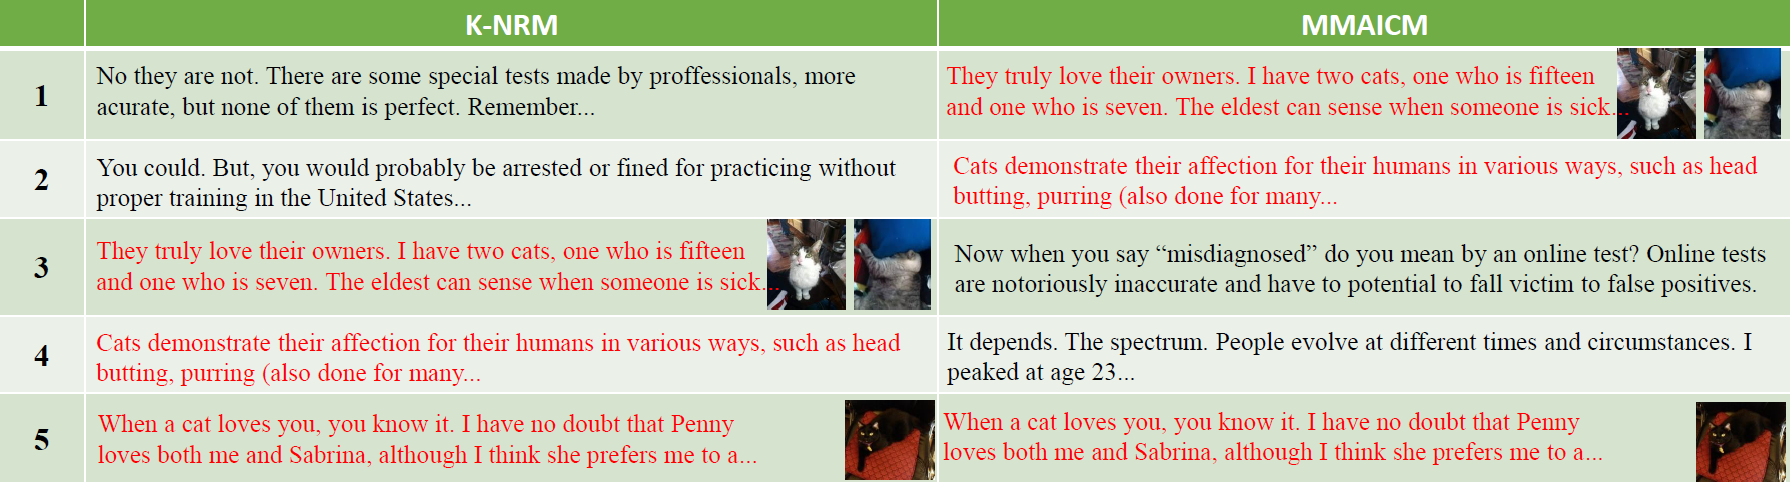 K-NRM
MMAICM
1
No they are not. There are some special tests made by proffessionals, more
acurate, but none of them is perfect. Remember...
They truly love their owners. I have two cats, one who is fifteen
and one who is seven. The eldest can sense when someone is sick...
2
You could. But, you would probably be arrested or fined for practicing without
proper training in the United States...
Cats demonstrate their affection for their humans in various ways, such as head
butting, purring (also done for many...
3
They truly love their owners. I have two cats, one who is fifteen
and one who is seven. The eldest can sense when someone is sick...
Now when you say “misdiagnosed” do you mean by an online test? Online tests
are notoriously inaccurate and have to potential to fall victim to false positives.
4
Cats demonstrate their affection for their humans in various ways, such as head
butting, purring (also done for many...
It depends. The spectrum. People evolve at different times and circumstances. I
peaked at age 23...
5
When a cat loves you, you know it. I have no doubt that Penny
loves both me and Sabrina, although I think she prefers me to a...
When a cat loves you, you know it. I have no doubt that Penny
loves both me and Sabrina, although I think she prefers me to a...